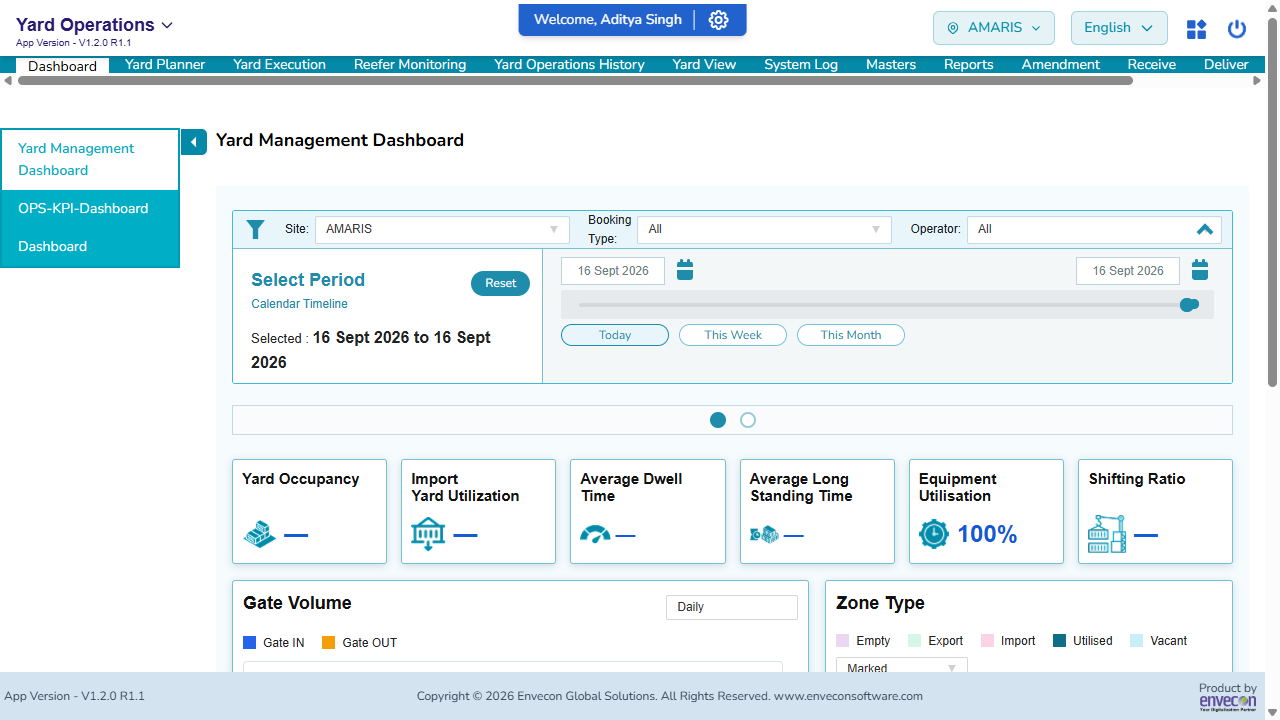 Yard Operations
App Version - V1.2.0 R1.1
Welcome, Aditya Singh
AMARIS
English
Dashboard
Yard Planner
Yard Execution
Reefer Monitoring
Yard Operations History
Yard View
System Log
Masters
Reports
Amendment
Receive
Deliver
Yard Management
Dashboard
OPS-KPI-Dashboard
Dashboard
Yard Management Dashboard
Site:
AMARIS
Booking
Type:
All
Operator:
All
Select Period
Calendar Timeline
Reset
Selected : 16 Sept 2026 to 16 Sept
2026
16 Sept 2026
16 Sept 2026
Today
This Week
This Month
Yard Occupancy
—
Import
Yard Utilization
—
Average Dwell
Time
—
Average Long
Standing Time
—
Equipment
Utilisation
100%
Shifting Ratio
—
Gate Volume
Daily
Gate IN
Gate OUT
Zone Type
Empty
Export
Import
Utilised
Vacant
Marked
App Version - V1.2.0 R1.1
Copyright © 2026 Envecon Global Solutions. All Rights Reserved. www.enveconsoftware.com
Product by
envecon
Your Digitalisation Partner